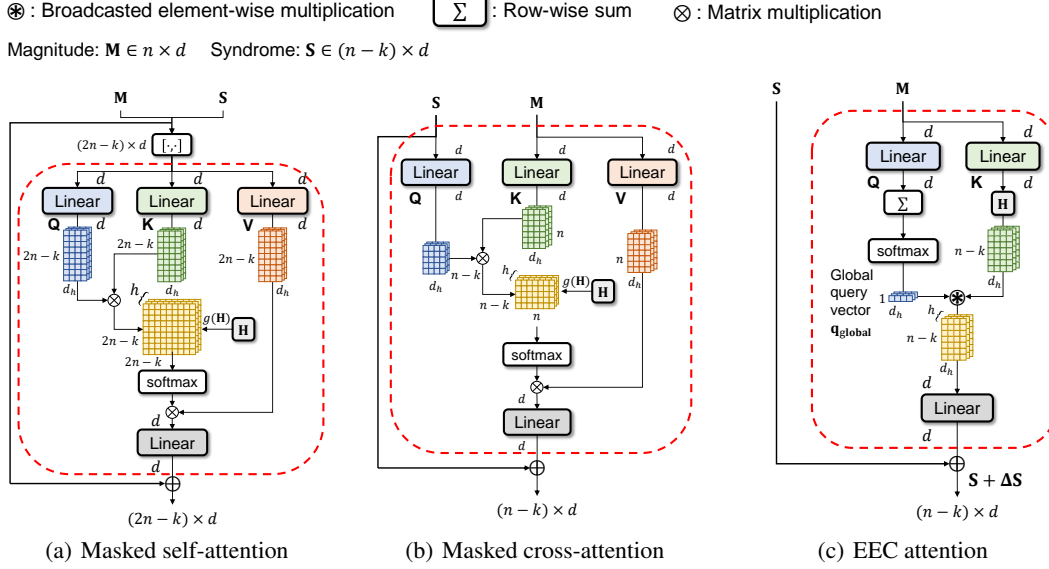 ⊛ : Broadcasted element-wise multiplication Σ : Row-wise sum ⊗ : Matrix multiplication
Magnitude: M ∈ n × d Syndrome: S ∈ (n − k) × d
M S
(2n − k) × d [·,·]
d d d
Linear Linear Linear
Q d K d V d
2n − k 2n − k 2n − k
d_h d_h d_h
h
g(H) H
2n − k
2n − k
softmax
d
Linear
d
(2n − k) × d
(a) Masked self-attention
S M
d d
Linear Linear Linear
Q K d V d
n
d_h n − k d_h n d_h
h
g(H) H
n − k
n
softmax
d
Linear
d
(n − k) × d
(b) Masked cross-attention
S M
d d
Linear Linear
Q d K d
Σ H
softmax n − k
d_h
Global
query
vector
q_global
1 d_h
h
n − k
d_h
d
Linear
d
S + ΔS
(n − k) × d
(c) EEC attention